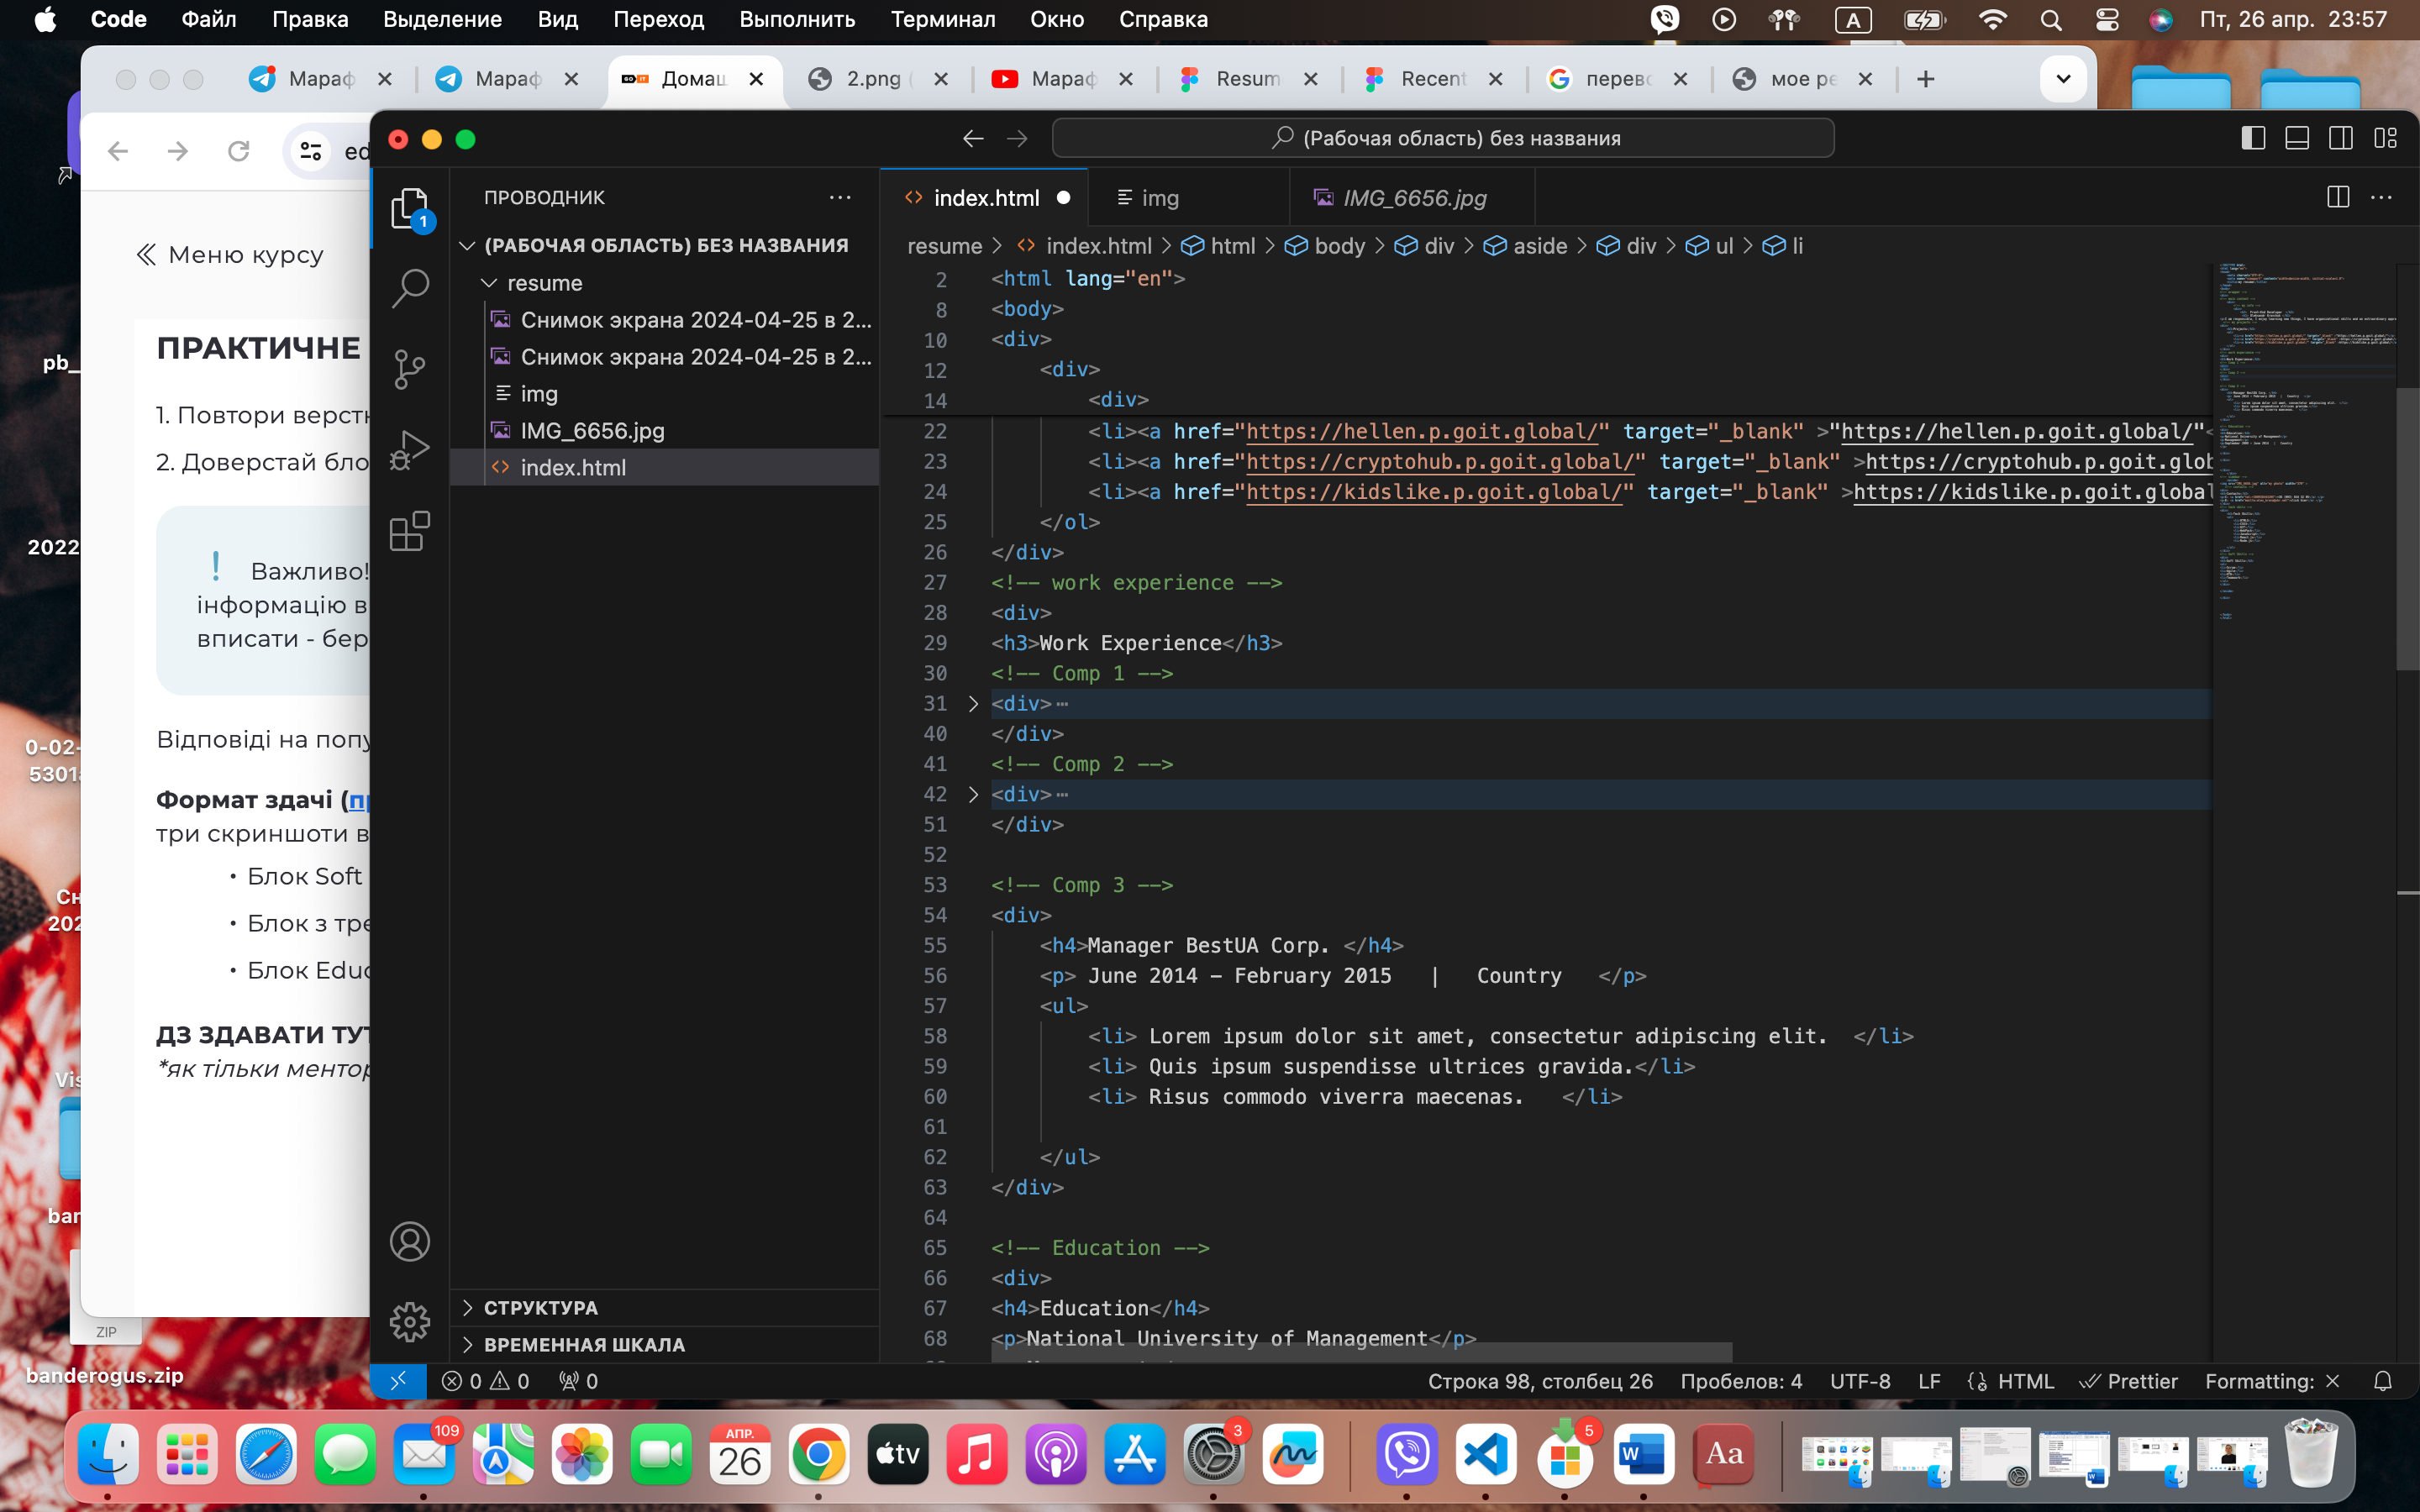 Code Файл Правка Выделение Вид Переход Выполнить Терминал Окно Справка
A Пт, 26 апр. 23:57
Мараф Мараф Домаш 2.png Мараф Resum Recent перево мое ре
ed
Меню курсу
ПРАКТИЧНЕ
1. Повтори верст
2. Доверстай бло
Важливо!
інформацію в
вписати - бер
Відповіді на попу
Формат здачі (п
три скриншоти в
• Блок Soft
• Блок з тре
• Блок Educ
ДЗ ЗДАВАТИ ТУТ
*як тільки ментор
pb_
2022
0-02-
5301
Сн
202
Vis
ban
ZIP
banderogus.zip
(Рабочая область) без названия
1
ПРОВОДНИК
(РАБОЧАЯ ОБЛАСТЬ) БЕЗ НАЗВАНИЯ
resume
Снимок экрана 2024-04-25 в 2...
Снимок экрана 2024-04-25 в 2...
img
IMG_6656.jpg
index.html
СТРУКТУРА
ВРЕМЕННАЯ ШКАЛА
index.html img IMG_6656.jpg
resume > index.html > html > body > div > aside > div > ul > li
2 <html lang="en">
8 <body>
10 <div>
12 <div>
14 <div>
22 <li><a href="https://hellen.p.goit.global/" target="_blank" >"https://hellen.p.goit.global/"<
23 <li><a href="https://cryptohub.p.goit.global/" target="_blank" >https://cryptohub.p.goit.glob
24 <li><a href="https://kidslike.p.goit.global/" target="_blank" >https://kidslike.p.goit.global
25 </ol>
26 </div>
27 <!-- work experience -->
28 <div>
29 <h3>Work Experience</h3>
30 <!-- Comp 1 -->
31 <div>⋯
40 </div>
41 <!-- Comp 2 -->
42 <div>⋯
51 </div>
52
53 <!-- Comp 3 -->
54 <div>
55 <h4>Manager BestUA Corp. </h4>
56 <p> June 2014 - February 2015 | Country </p>
57 <ul>
58 <li> Lorem ipsum dolor sit amet, consectetur adipiscing elit. </li>
59 <li> Quis ipsum suspendisse ultrices gravida.</li>
60 <li> Risus commodo viverra maecenas. </li>
61
62 </ul>
63 </div>
64
65 <!-- Education -->
66 <div>
67 <h4>Education</h4>
68 <p>National University of Management</p>
0 0 0 Строка 98, столбец 26 Пробелов: 4 UTF-8 LF HTML Prettier Formatting: ×
109 АПР. 26 tv 3 5 W Aa